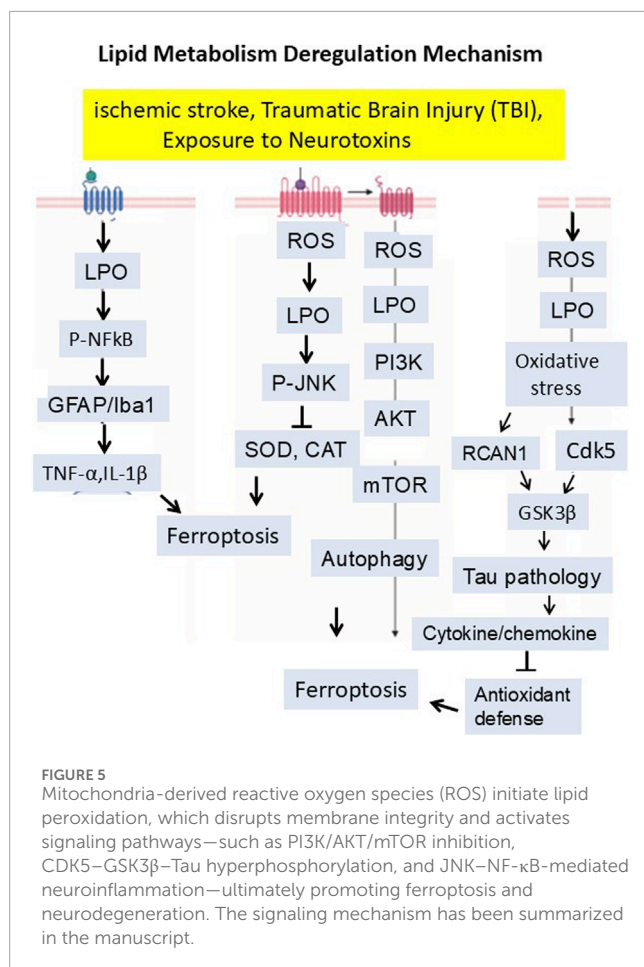 Lipid Metabolism Deregulation Mechanism
ischemic stroke, Traumatic Brain Injury (TBI),
Exposure to Neurotoxins
LPO
P-NFkB
GFAP/Iba1
TNF-α,IL-1β
Ferroptosis
ROS
LPO
P-JNK
SOD, CAT
ROS
LPO
PI3K
AKT
mTOR
Autophagy
Ferroptosis
ROS
LPO
Oxidative
stress
RCAN1
Cdk5
GSK3β
Tau pathology
Cytokine/chemokine
Antioxidant
defense
FIGURE 5
Mitochondria-derived reactive oxygen species (ROS) initiate lipid
peroxidation, which disrupts membrane integrity and activates
signaling pathways—such as PI3K/AKT/mTOR inhibition,
CDK5–GSK3β–Tau hyperphosphorylation, and JNK–NF-κB-mediated
neuroinflammation—ultimately promoting ferroptosis and
neurodegeneration. The signaling mechanism has been summarized
in the manuscript.